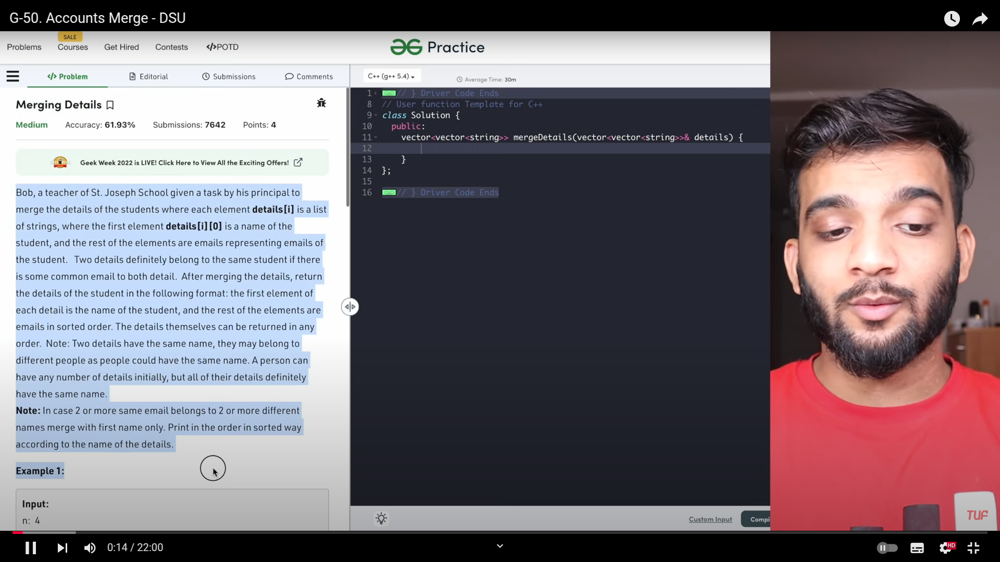 G-50. Accounts Merge - DSU
SALE
Problems Courses Get Hired Contests </>POTD
Practice
</> Problem Editorial Submissions Comments
C++ (g++ 5.4)
Average Time: 30m
Merging Details
Medium Accuracy: 61.93% Submissions: 7642 Points: 4
Geek Week 2022 is LIVE! Click Here to View All the Exciting Offers!
Bob, a teacher of St. Joseph School given a task by his principal to
merge the details of the students where each element details[i] is a list
of strings, where the first element details[i][0] is a name of the
student, and the rest of the elements are emails representing emails of
the student. Two details definitely belong to the same student if there
is some common email to both detail. After merging the details, return
the details of the student in the following format: the first element of
each detail is the name of the student, and the rest of the elements are
emails in sorted order. The details themselves can be returned in any
order. Note: Two details have the same name, they may belong to
different people as people could have the same name. A person can
have any number of details initially, but all of their details definitely
have the same name.
Note: In case 2 or more same email belongs to 2 or more different
names merge with first name only. Print in the order in sorted way
according to the name of the details.
Example 1:
Input:
n: 4
1 // } Driver Code Ends
8 // User function Template for C++
9 class Solution {
10 public:
11 vector<vector<string>> mergeDetails(vector<vector<string>>& details) {
12
13 }
14 };
15
16 // } Driver Code Ends
Custom Input Compi
TUF
0:14 / 22:00
HD